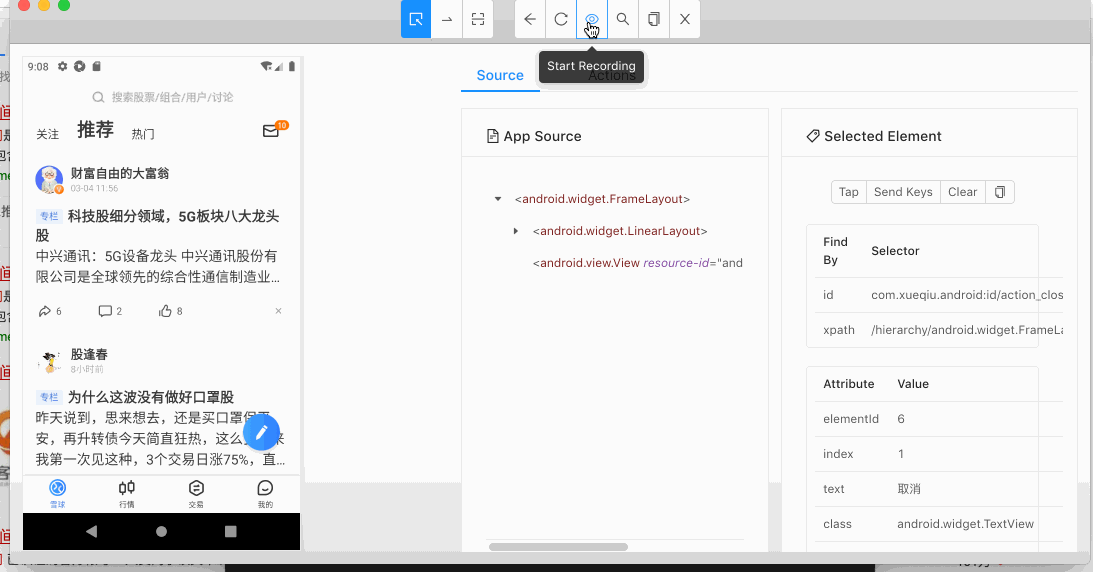 Start Recording
9:08
搜索股票/组合/用户/讨论
关注 推荐 热门
10
财富自由的大富翁
03-04 11:56
专栏 科技股细分领域，5G板块八大龙头
股
中兴通讯：5G设备龙头 中兴通讯股份有
限公司是全球领先的综合性通信制造业...
6 2 8 ×
股逢春
8小时前
专栏 为什么这波没有做好口罩股
昨天说到，思来想去，还是买口罩保平
安，再升转债今天简直狂热，这么
来
我第一次见这种，3个交易日涨75%，直...
雪球 行情 交易 我的
Source Actions
App Source
<android.widget.FrameLayout>
<android.widget.LinearLayout>
<android.view.View resource-id="and
Selected Element
Tap Send Keys Clear
Find By Selector
id com.xueqiu.android:id/action_clos
xpath /hierarchy/android.widget.FrameLa
Attribute Value
elementId 6
index 1
text 取消
class android.widget.TextView